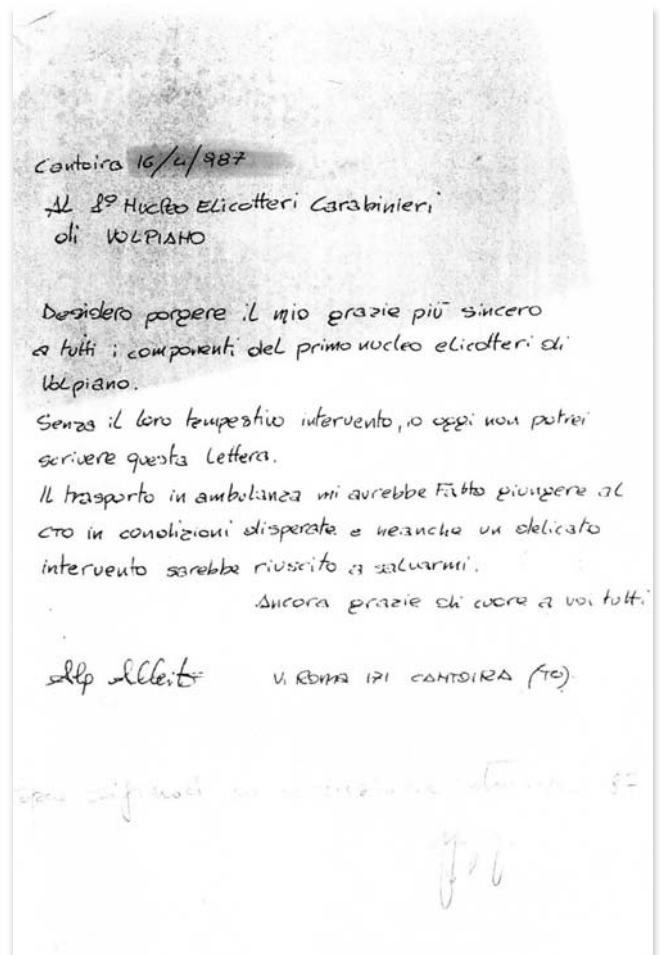 Cantoira 16/4/987
AL 1° Nucleo Elicotteri Carabinieri
di VOLPIANO
Desidero porgere il mio grazie più sincero
a tutti i componenti del primo nucleo elicotteri di
Volpiano.
Senza il loro tempestivo intervento, io oggi non potrei
scrivere questa lettera.
Il trasporto in ambulanza mi avrebbe fatto giungere al
CTO in condizioni disperate e neanche un delicato
intervento sarebbe riuscito a salvarmi.
Ancora grazie di cuore a voi tutti
V. ROMA 171 CANTOIRA (TO)
87